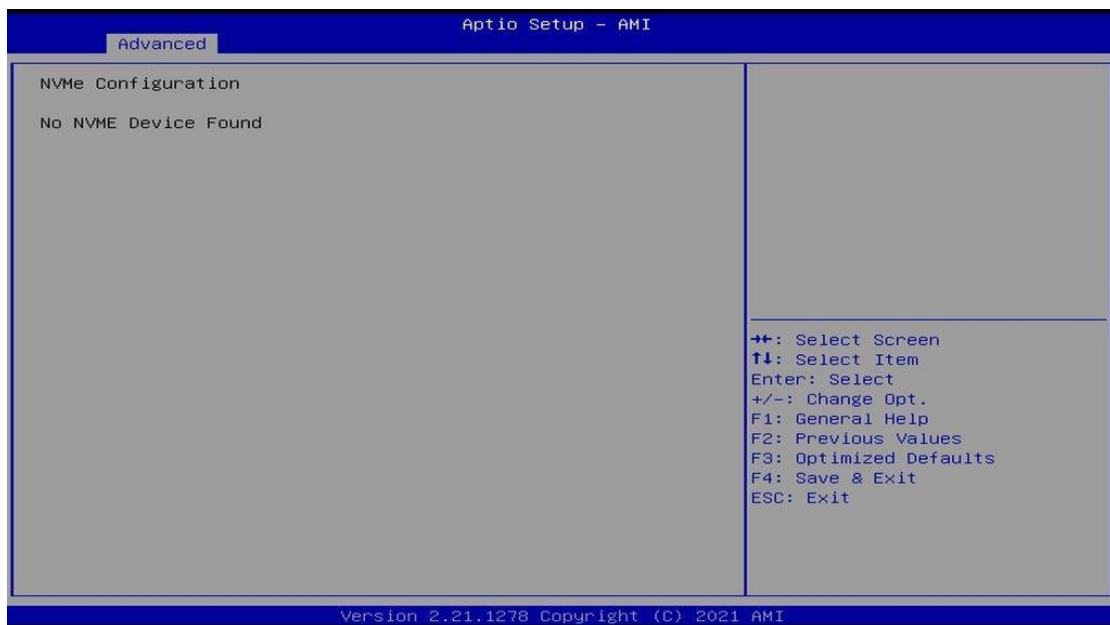 Aptio Setup - AMI
Advanced
NVMe Configuration
No NVME Device Found
→←: Select Screen
↑↓: Select Item
Enter: Select
+/-: Change Opt.
F1: General Help
F2: Previous Values
F3: Optimized Defaults
F4: Save & Exit
ESC: Exit
Version 2.21.1278 Copyright (C) 2021 AMI